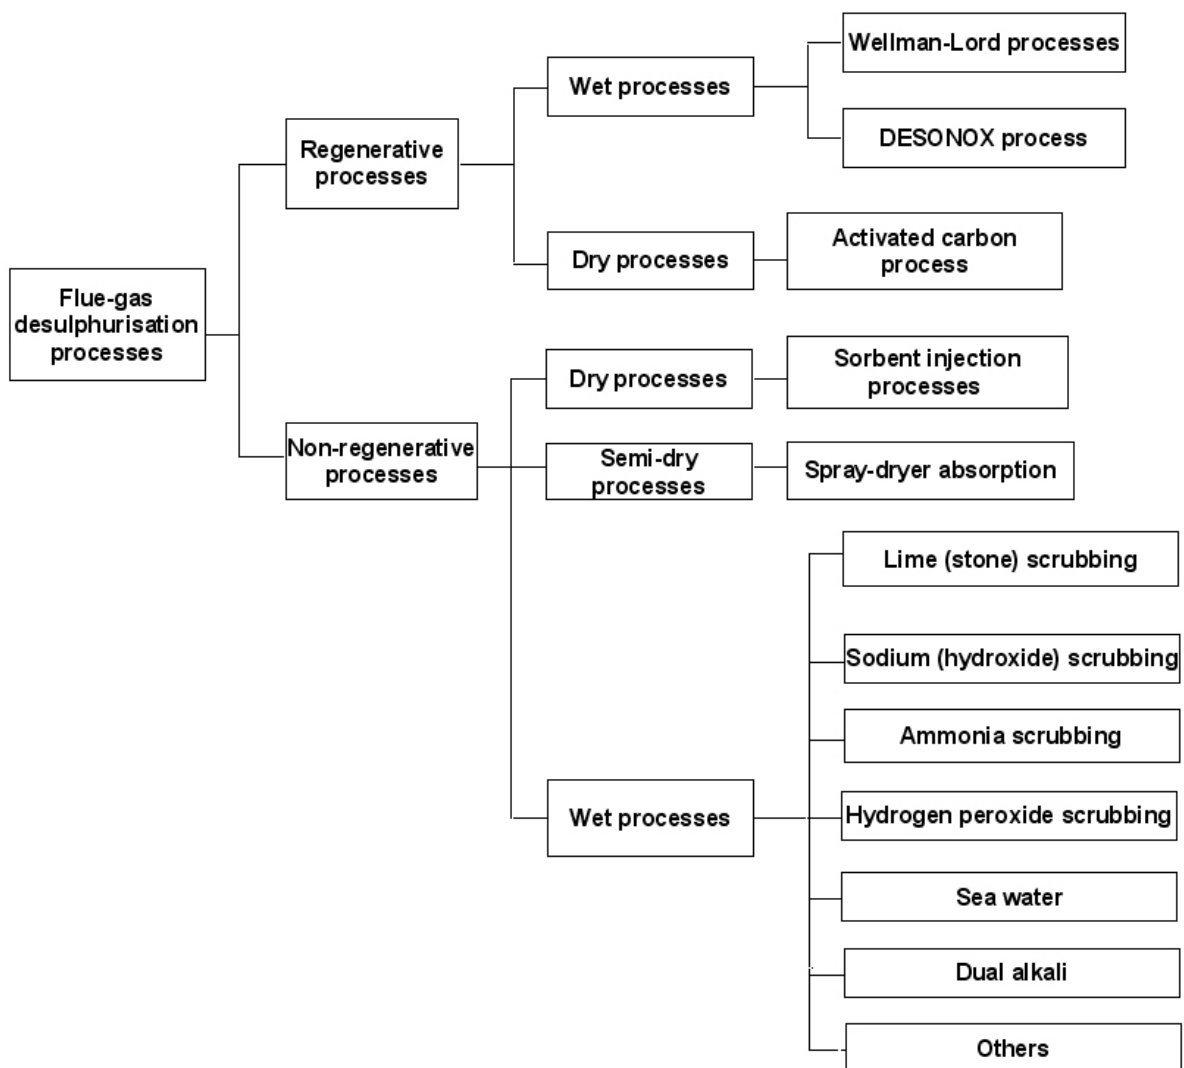 Wellman-Lord processes
Wet processes
DESONOX process
Regenerative
processes
Activated carbon
process
Dry processes
Flue-gas
desulphurisation
processes
Sorbent injection
processes
Dry processes
Non-regenerative
processes
Semi-dry
processes
Spray-dryer absorption
Lime (stone) scrubbing
Sodium (hydroxide) scrubbing
Ammonia scrubbing
Wet processes
Hydrogen peroxide scrubbing
Sea water
Dual alkali
Others